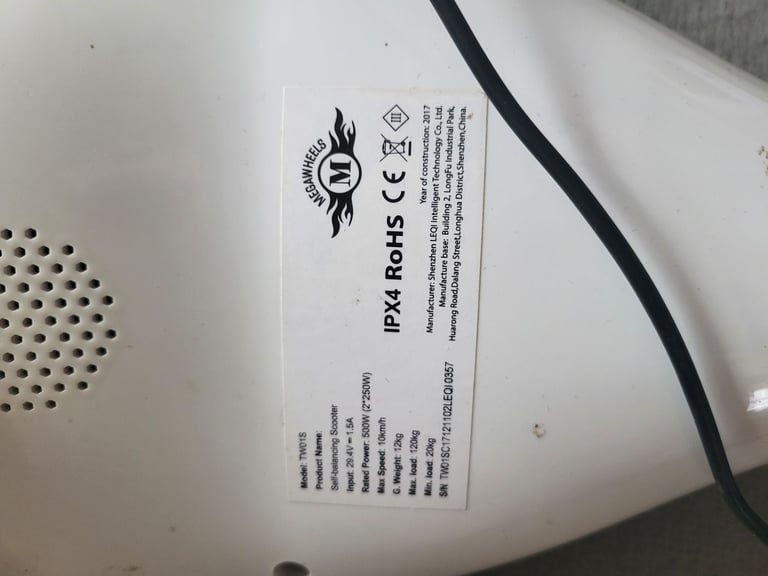 MEGAWHEELS
M
IPX4 RoHS CE
III
Year of construction: 2017
Manufacturer: Shenzhen LEQI Intelligent Technology Co., Ltd.
Manufacture base: Building 2, LongFu Industrial Park,
Huarong Road,Dalang Street,Longhua District,Shenzhen,China.
Model: TW01S
Product Name:
Self-balancing Scooter
Input: 29.4V⎓1.5A
Rated Power: 500W (2*250W)
Max Speed: 10km/h
G. Weight: 12kg
Max. load: 120kg
Min. load: 20kg
S/N TW01SC17121102LEQI0357